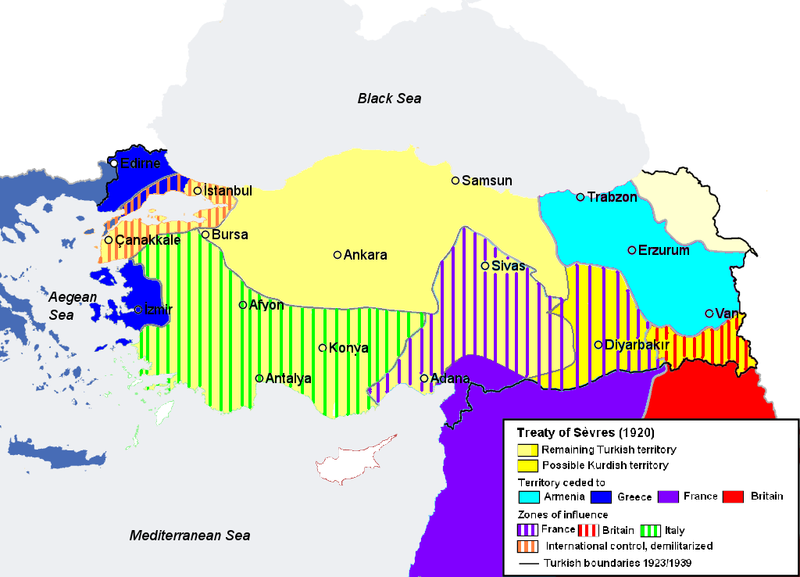 Black Sea
Edirne
İstanbul
Samsun
Trabzon
Çanakkale
Bursa
Ankara
Sivas
Erzurum
Aegean
Sea
İzmir
Afyon
Van
Konya
Diyarbakır
Antalya
Adana
Mediterranean Sea
Treaty of Sèvres (1920)
Remaining Turkish territory
Possible Kurdish territory
Territory ceded to
Armenia Greece France Britain
Zones of influence
France Britain Italy
International control, demilitarized
Turkish boundaries 1923/1939